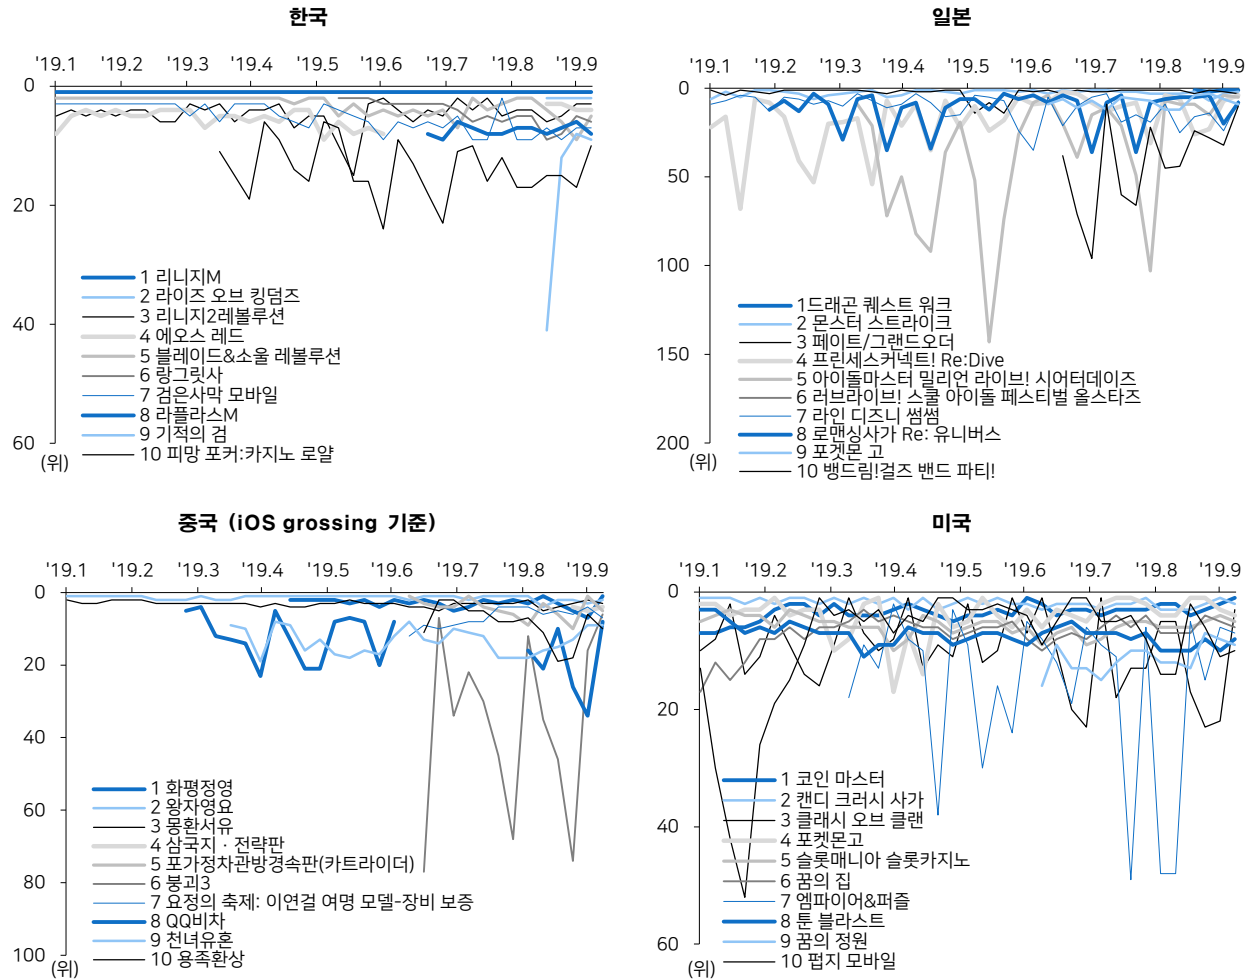 한국
'19.1 '19.2 '19.3 '19.4 '19.5 '19.6 '19.7 '19.8 '19.9
0
20
40
60
(위)
1 리니지M
2 라이즈 오브 킹덤즈
3 리니지2레볼루션
4 에오스 레드
5 블레이드&소울 레볼루션
6 랑그릿사
7 검은사막 모바일
8 라플라스M
9 기적의 검
10 피망 포커:카지노 로얄
일본
'19.1 '19.2 '19.3 '19.4 '19.5 '19.6 '19.7 '19.8 '19.9
0
50
100
150
200
(위)
1드래곤 퀘스트 워크
2 몬스터 스트라이크
3 페이트/그랜드오더
4 프린세스커넥트! Re:Dive
5 아이돌마스터 밀리언 라이브! 시어터데이즈
6 러브라이브! 스쿨 아이돌 페스티벌 올스타즈
7 라인 디즈니 썸썸
8 로맨싱사가 Re: 유니버스
9 포켓몬 고
10 뱅드림!걸즈 밴드 파티!
중국 (iOS grossing 기준)
'19.1 '19.2 '19.3 '19.4 '19.5 '19.6 '19.7 '19.8 '19.9
0
20
40
60
80
100
(위)
1 화평정영
2 왕자영요
3 몽환서유
4 삼국지 · 전략판
5 포가정차관방경속판(카트라이더)
6 붕괴3
7 요정의 축제: 이연걸 여명 모델-장비 보증
8 QQ비차
9 천녀유혼
10 용족환상
미국
'19.1 '19.2 '19.3 '19.4 '19.5 '19.6 '19.7 '19.8 '19.9
0
20
40
60
(위)
1 코인 마스터
2 캔디 크러시 사가
3 클래시 오브 클랜
4 포켓몬고
5 슬롯매니아 슬롯카지노
6 꿈의 집
7 엠파이어&퍼즐
8 툰 블라스트
9 꿈의 정원
10 펍지 모바일